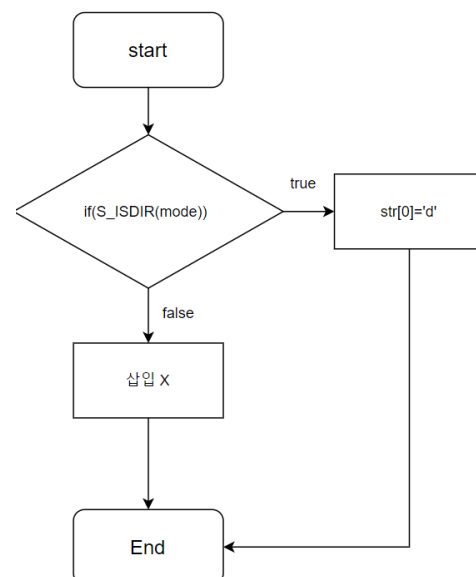 start
if(S_ISDIR(mode))
true
str[0]='d'
false
삽입 X
End